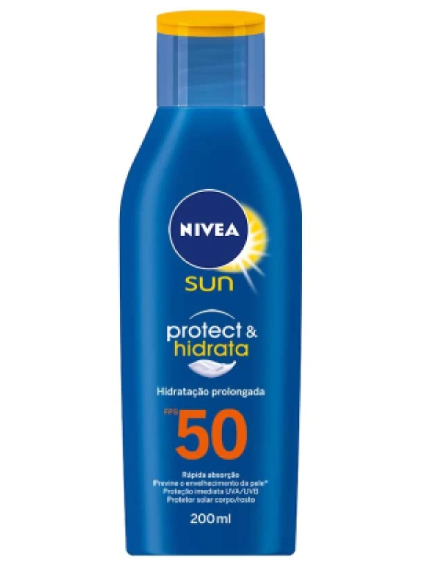 NIVEA
sun
protect &
hidrata
Hidratação prolongada
FPS 50
Rápida absorção
Previne o envelhecimento da pele*
Proteção imediata UVA/UVB
Protetor solar corpo/rosto
200ml